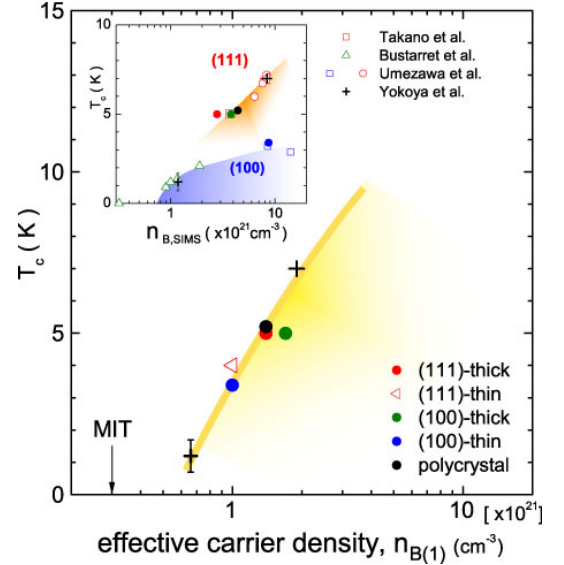 15
10
5
0
T_c ( K )
10
5
0
T_c ( K )
(111)
(100)
1
10
n_B,SIMS ( x10^21 cm^-3)
Takano et al.
Bustarret et al.
Umezawa et al.
Yokoya et al.
MIT
(111)-thick
(111)-thin
(100)-thick
(100)-thin
polycrystal
1
10 [ x10^21]
effective carrier density, n_B(1) (cm^-3)